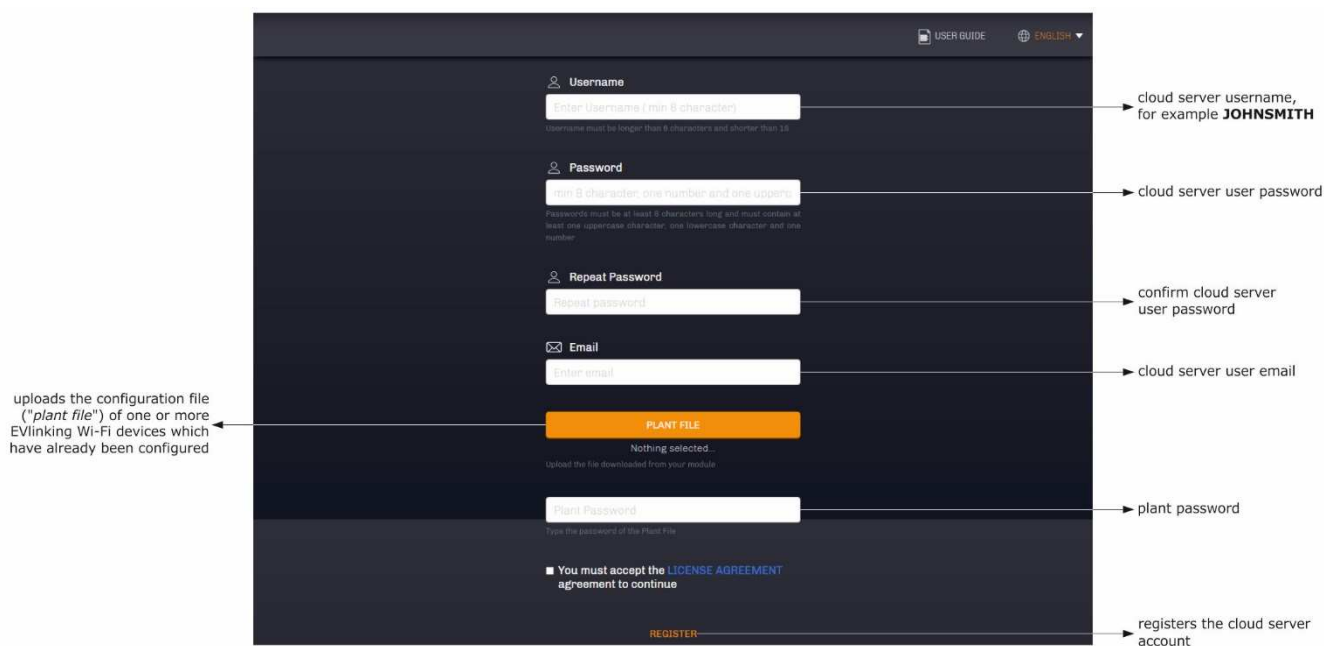 USER GUIDE
ENGLISH
Username
Enter Username ( min 8 character)
Username must be longer than 8 characters and shorter than 15
cloud server username,
for example JOHNSMITH
Password
min 8 character, one number and one upperc
Passwords must be at least 8 characters long and must contain at
least one uppercase character, one lowercase character and one
number
cloud server user password
Repeat Password
Repeat password
confirm cloud server
user password
Email
Enter email
cloud server user email
uploads the configuration file
("plant file") of one or more
EVlinking Wi-Fi devices which
have already been configured
PLANT FILE
Nothing selected...
Upload the file downloaded from your module
Plant Password
Type the password of the Plant File
plant password
You must accept the LICENSE AGREEMENT
agreement to continue
REGISTER
registers the cloud server
account